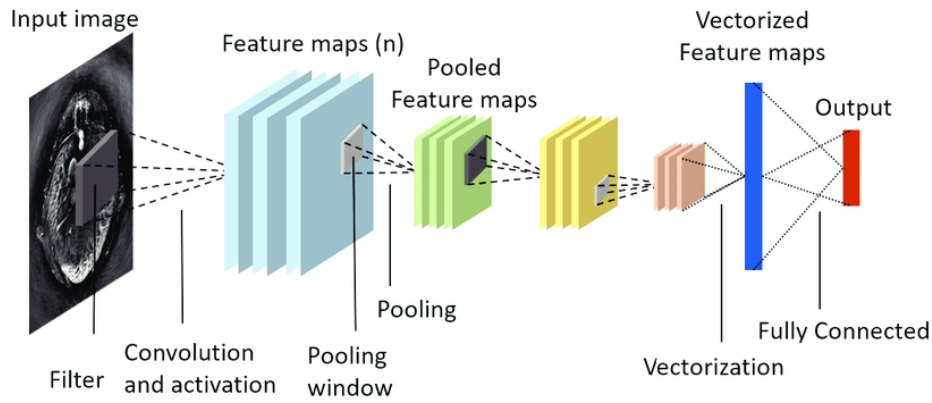 Input image
Feature maps (n)
Pooled
Feature maps
Vectorized
Feature maps
Output
Filter
Convolution
and activation
Pooling
window
Pooling
Vectorization
Fully Connected